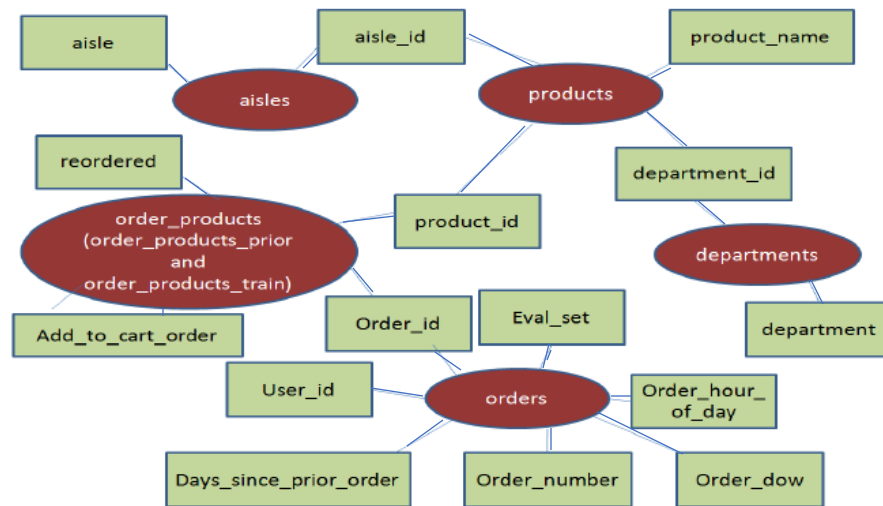 aisle
aisle_id
product_name
aisles
products
reordered
department_id
order_products
(order_products_prior
and
order_products_train)
product_id
departments
Add_to_cart_order
Order_id
Eval_set
department
User_id
orders
Order_hour_
of_day
Days_since_prior_order
Order_number
Order_dow